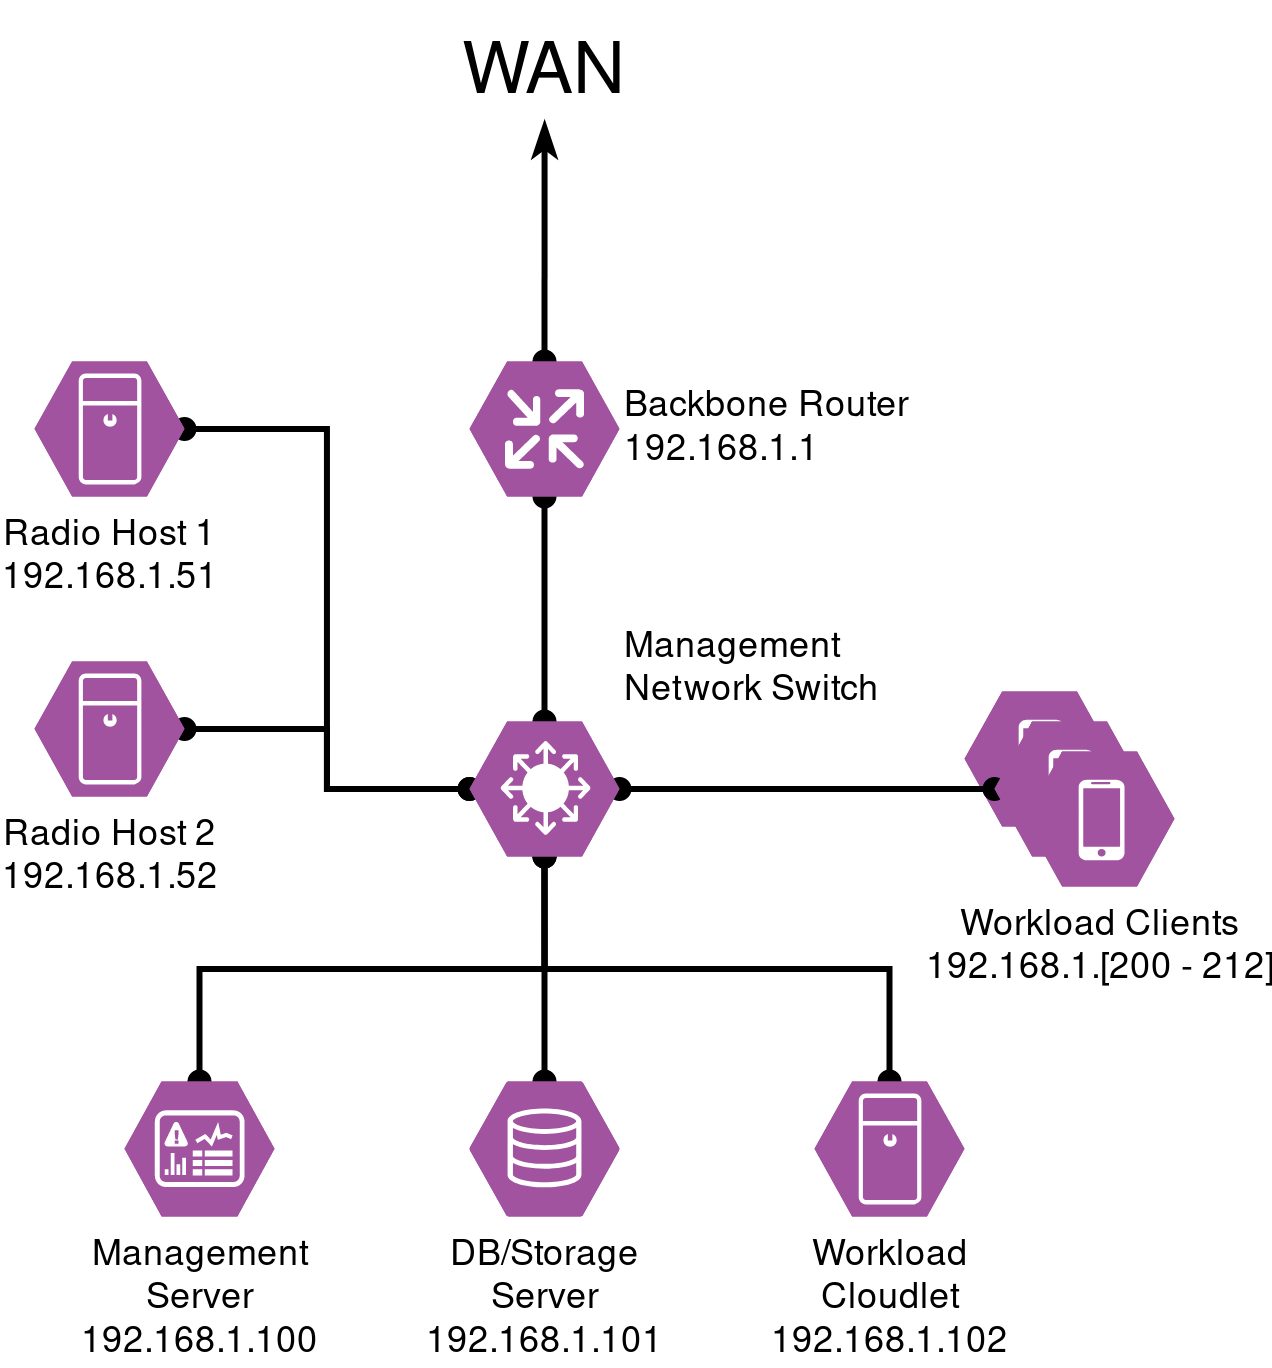 WAN
Backbone Router
192.168.1.1
Radio Host 1
192.168.1.51
Management
Network Switch
Radio Host 2
192.168.1.52
Workload Clients
192.168.1.[200 - 212]
Management
Server
192.168.1.100
DB/Storage
Server
192.168.1.101
Workload
Cloudlet
192.168.1.102